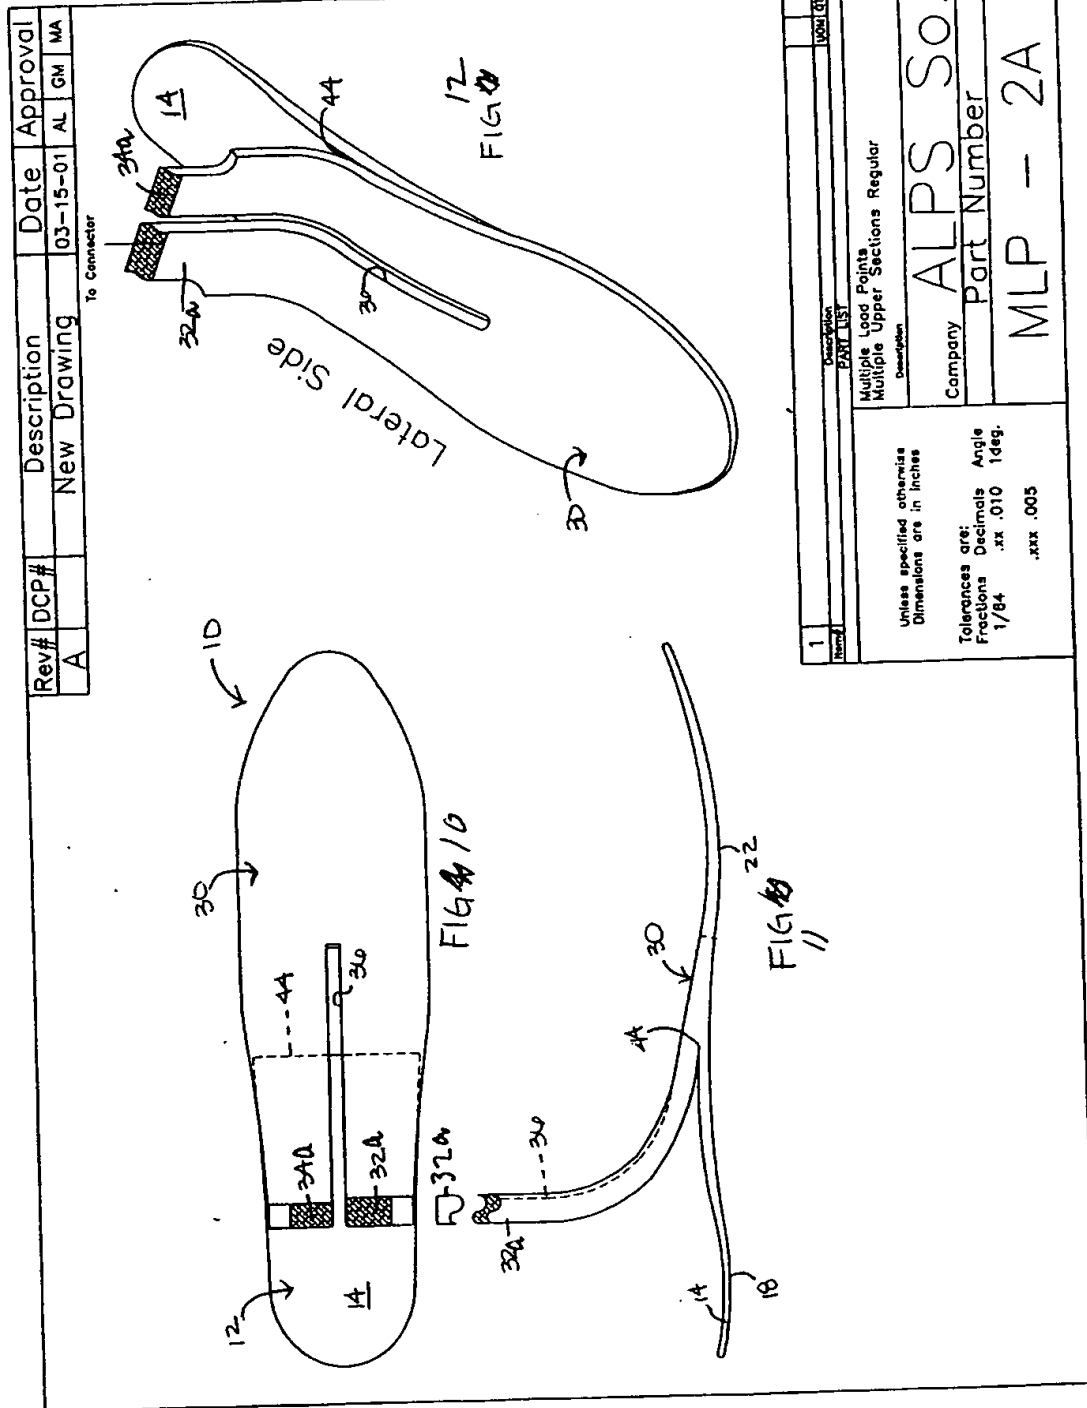 Rev# DCP# Description Date Approval
A New Drawing 03-15-01 AL GM MA
To Connector
34a
14
32a
44
36
Lateral Side
30
FIG 12
10
30
44
36
34a
32a
12
14
FIG 10
32a
36
32a
30
44
14
18
22
FIG 11
1
Item# Description UOM
PART LIST
Unless specified otherwise
Dimensions are in inches
Tolerances are:
Fractions Decimals Angle
1/64 .xx .010 1deg.
.xxx .005
Multiple Load Points
Multiple Upper Sections Regular
Description
Company ALPS So.
Part Number
MLP - 2A